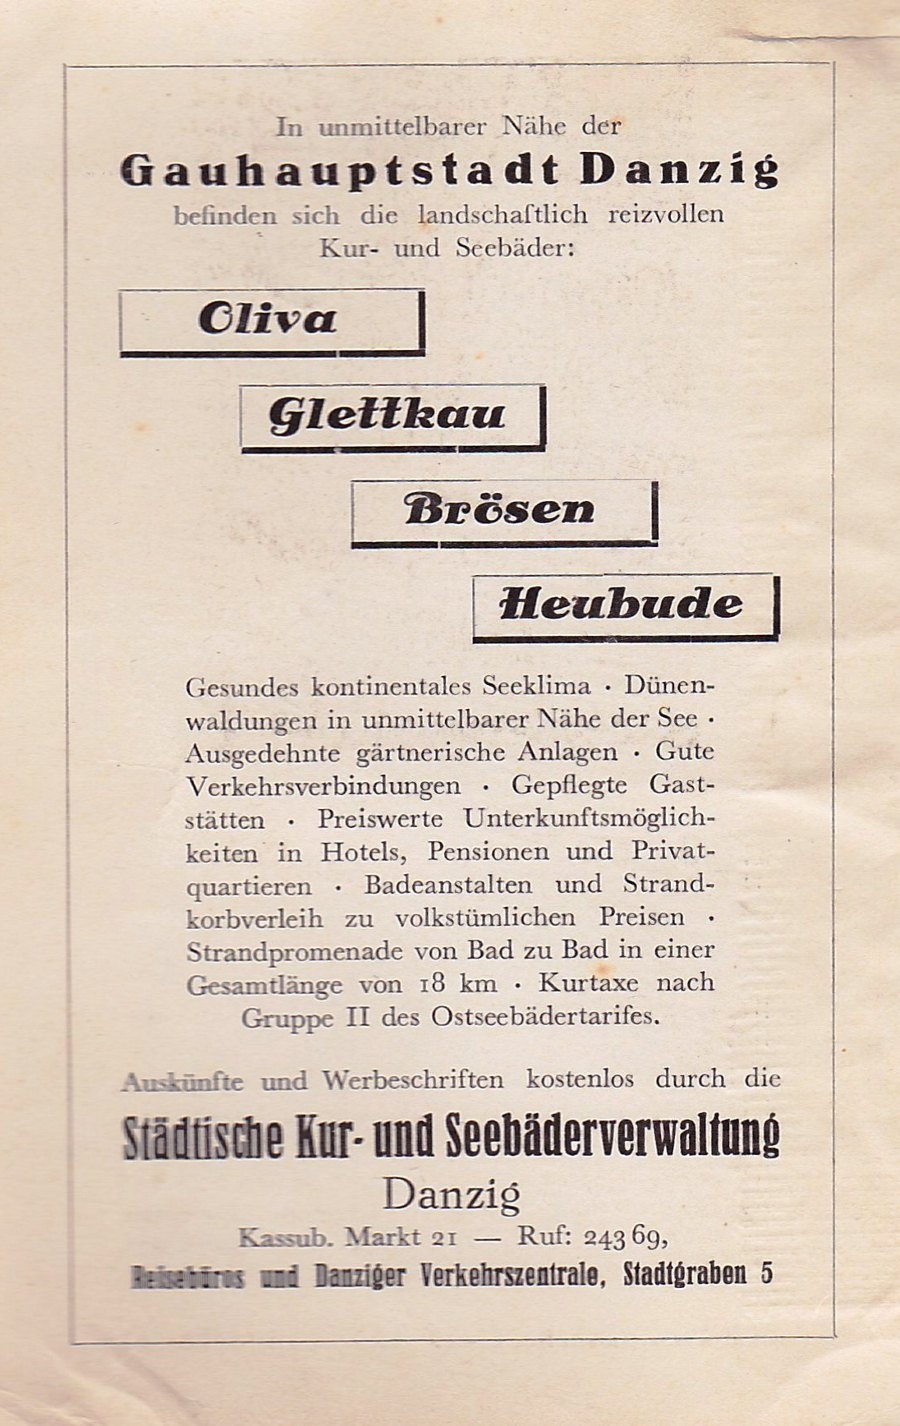 In unmittelbarer Nähe der
Gauhauptstadt Danzig
befinden sich die landschaftlich reizvollen
Kur- und Seebäder:
Oliva
Glettkau
Brösen
Heubude
Gesundes kontinentales Seeklima · Dünen-
waldungen in unmittelbarer Nähe der See ·
Ausgedehnte gärtnerische Anlagen · Gute
Verkehrsverbindungen · Gepflegte Gast-
stätten · Preiswerte Unterkunftsmöglich-
keiten in Hotels, Pensionen und Privat-
quartieren · Badeanstalten und Strand-
korbverleih zu volkstümlichen Preisen ·
Strandpromenade von Bad zu Bad in einer
Gesamtlänge von 18 km · Kurtaxe nach
Gruppe II des Ostseebädertarifes.
Auskünfte und Werbeschriften kostenlos durch die
Städtische Kur- und Seebäderverwaltung
Danzig
Kassub. Markt 21 — Ruf: 243 69,
Reisebüros und Danziger Verkehrszentrale, Stadtgraben 5